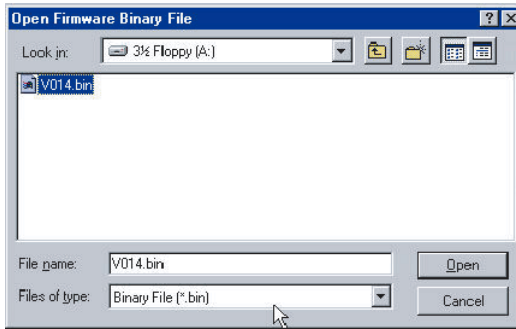 Open Firmware Binary File
Look in: 3½ Floppy (A:)
V014.bin
File name: V014.bin Open
Files of type: Binary File (*.bin) Cancel